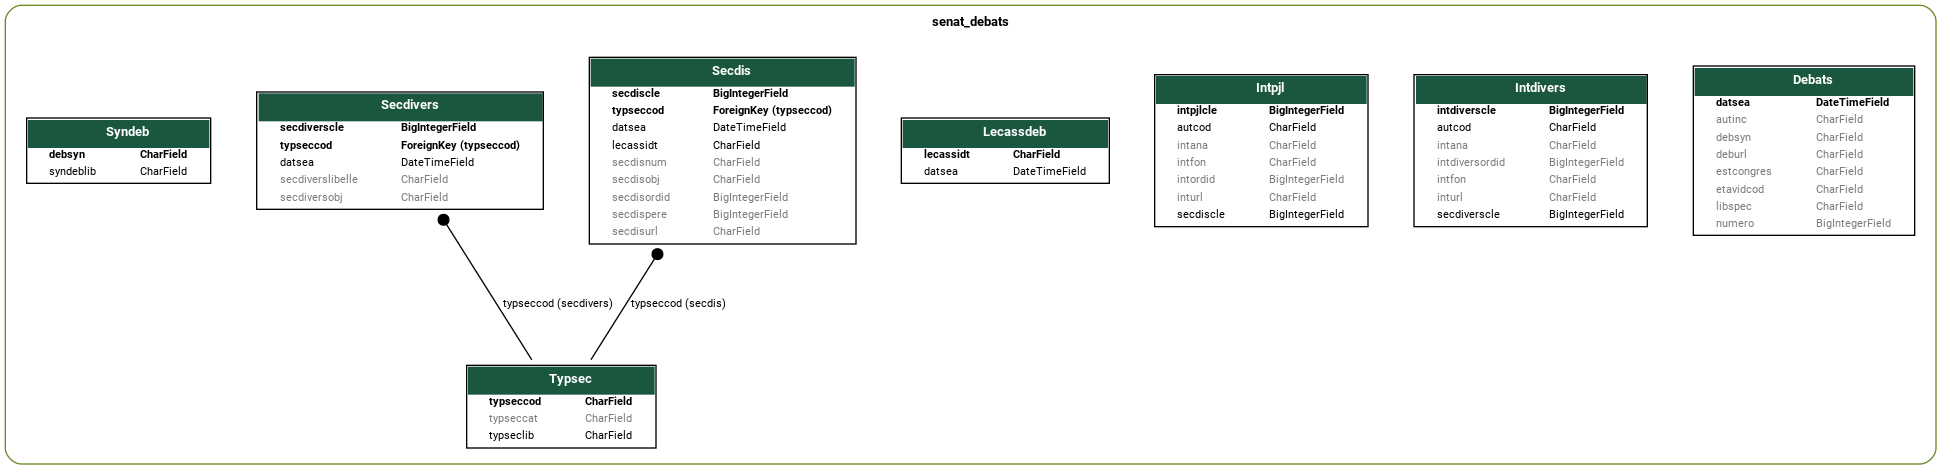 senat_debats
Syndeb
debsyn CharField
syndeblib CharField
Secdivers
secdiverscle BigIntegerField
typseccod ForeignKey (typseccod)
datsea DateTimeField
secdiverslibelle CharField
secdiversobj CharField
Secdis
secdiscle BigIntegerField
typseccod ForeignKey (typseccod)
datsea DateTimeField
lecassidt CharField
secdisnum CharField
secdisobj CharField
secdisordid BigIntegerField
secdispere BigIntegerField
secdisurl CharField
Lecassdeb
lecassidt CharField
datsea DateTimeField
Intpjl
intpjlcle BigIntegerField
autcod CharField
intana CharField
intfon CharField
intordid BigIntegerField
inturl CharField
secdiscle BigIntegerField
Intdivers
intdiverscle BigIntegerField
autcod CharField
intana CharField
intdiversordid BigIntegerField
intfon CharField
inturl CharField
secdiverscle BigIntegerField
Debats
datsea DateTimeField
autinc CharField
debsyn CharField
deburl CharField
estcongres CharField
etavidcod CharField
libspec CharField
numero BigIntegerField
typseccod (secdivers)
typseccod (secdis)
Typsec
typseccod CharField
typseccat CharField
typseclib CharField